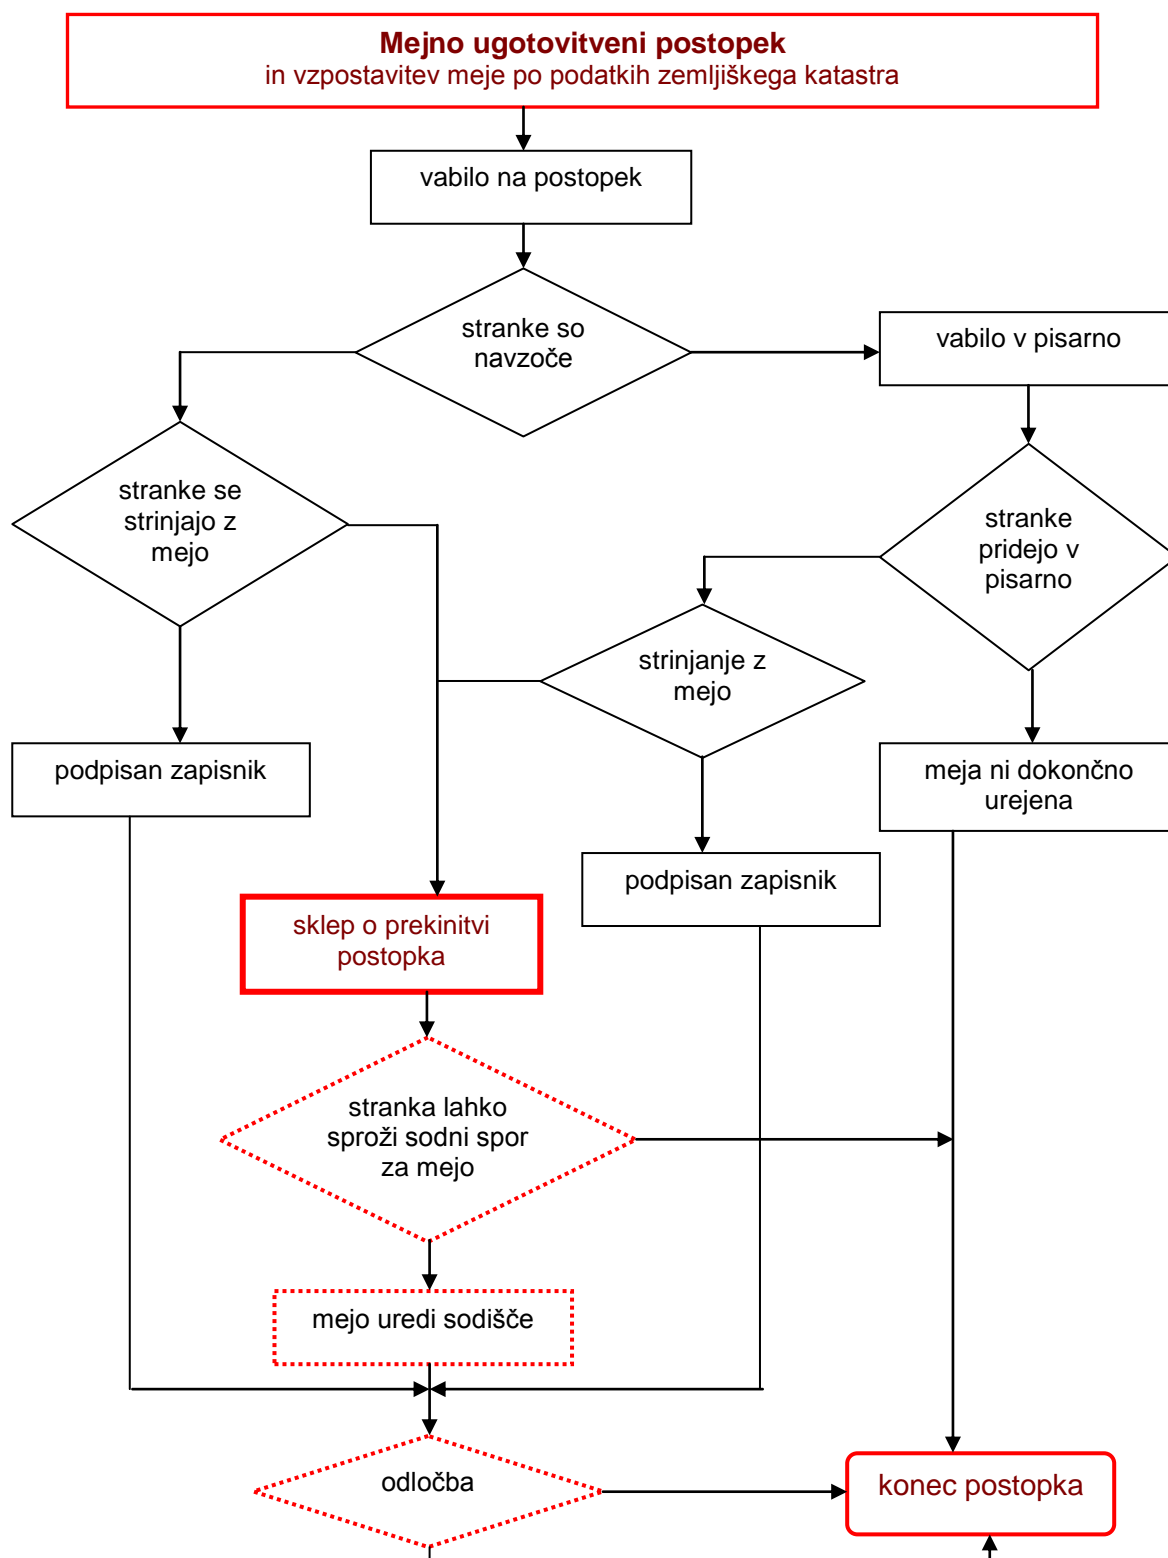 Mejno ugotovitveni postopek
in vzpostavitev meje po podatkih zemljiškega katastra
vabilo na postopek
stranke so
navzoče
vabilo v pisarno
stranke se
strinjajo z
mejo
stranke
pridejo v
pisarno
strinjanje z
mejo
podpisan zapisnik
meja ni dokončno
urejena
podpisan zapisnik
sklep o prekinitvi
postopka
stranka lahko
sproži sodni spor
za mejo
mejo uredi sodišče
odločba
konec postopka